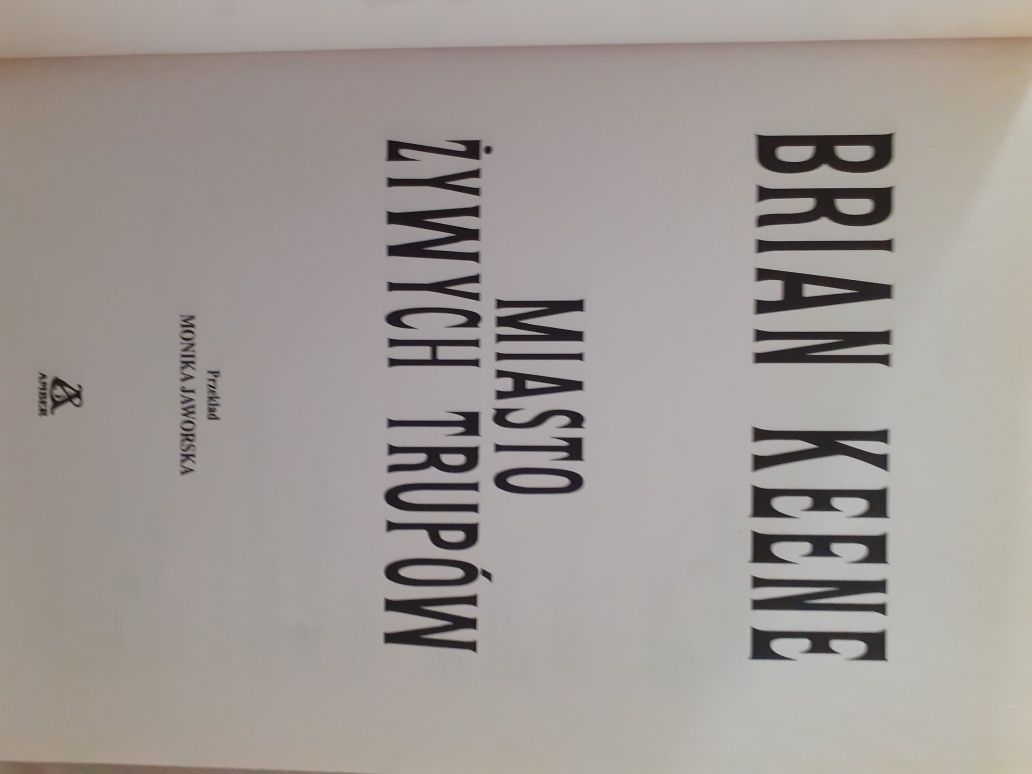 BRIAN KEENE
MIASTO
ŻYWYCH TRUPÓW
Przekład
MONIKA JAWORSKA
AMBER